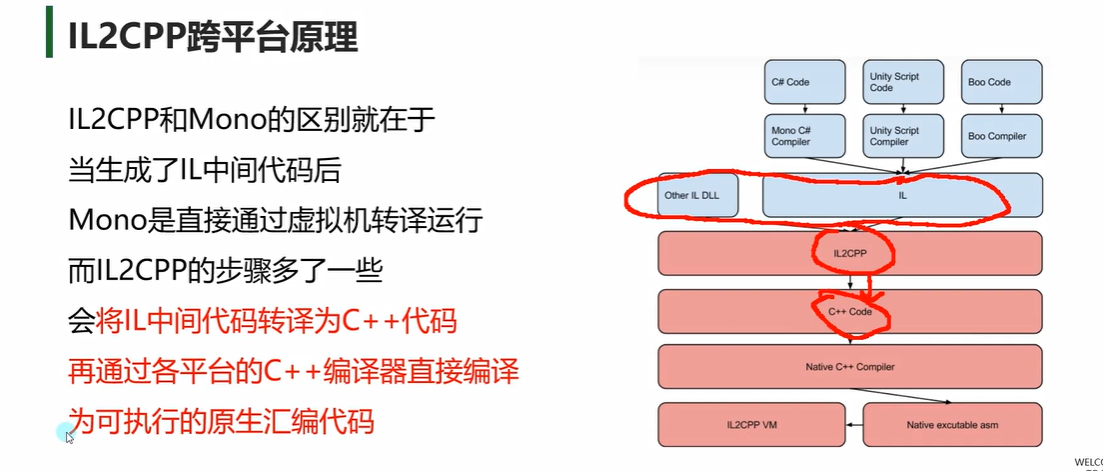 IL2CPP跨平台原理
IL2CPP和Mono的区别就在于
当生成了IL中间代码后
Mono是直接通过虚拟机转译运行
而IL2CPP的步骤多了一些
会将IL中间代码转译为C++代码
再通过各平台的C++编译器直接编译
为可执行的原生汇编代码
C# Code
Unity Script
Code
Boo Code
Mono C#
Compiler
Unity Script
Compiler
Boo Compiler
Other IL DLL
IL
IL2CPP
C++ Code
Native C++ Compiler
IL2CPP VM
Native excutable asm